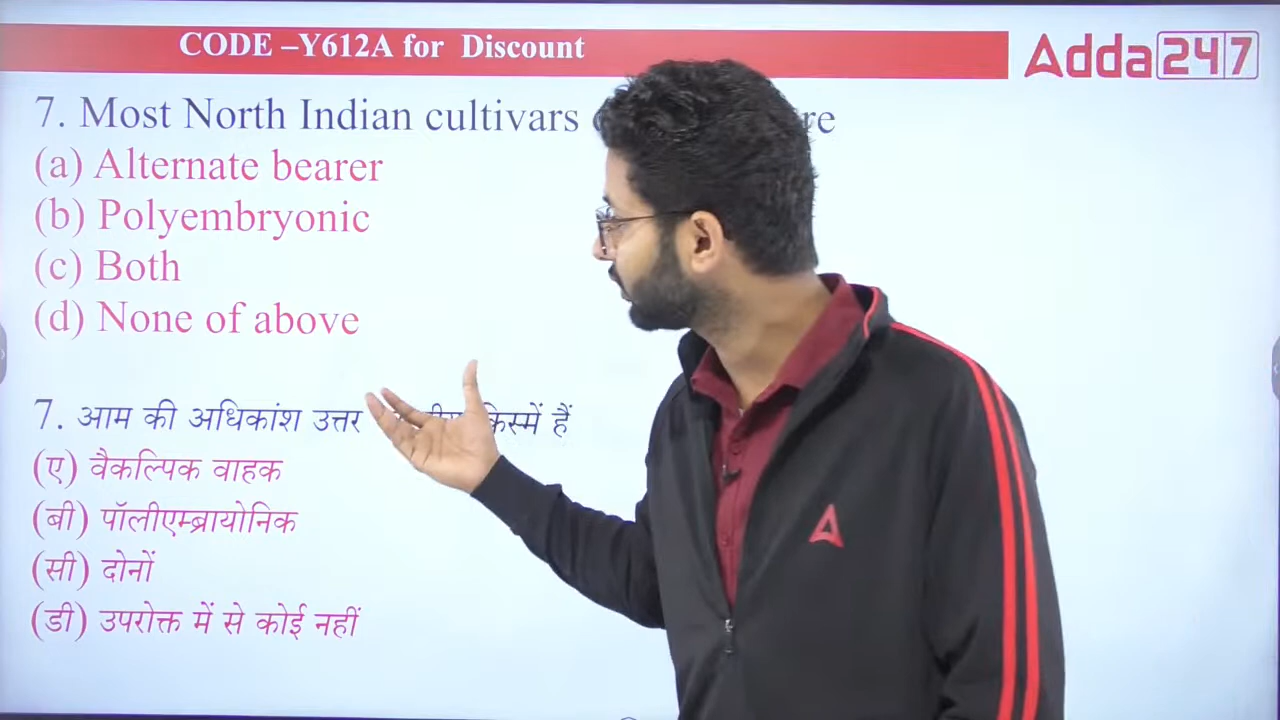 CODE –Y612A for Discount
Adda247
7. Most North Indian cultivars re
(a) Alternate bearer
(b) Polyembryonic
(c) Both
(d) None of above
7. आम की अधिकांश उत्तर किस्में हैं
(ए) वैकल्पिक वाहक
(बी) पॉलीएम्ब्रायोनिक
(सी) दोनों
(डी) उपरोक्त में से कोई नहीं